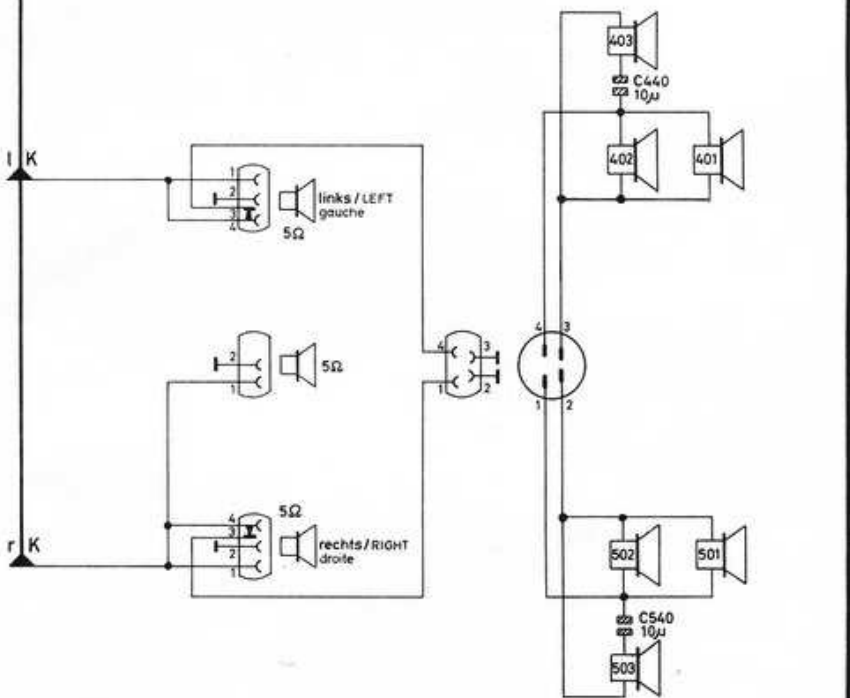 403
C440
10µ
402
401
l K
1
2
3
4
links/LEFT
gauche
5Ω
4
3
1
2
4
3
1
2
2
1
5Ω
5Ω
4
3
2
1
rechts/RIGHT
droite
r K
502
501
C540
10µ
503